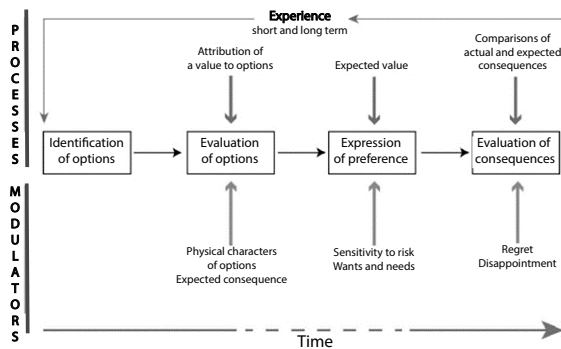 PROCESSES
Experience
short and long term
Attribution of
a value to options
Expected value
Comparisons of
actual and expected
consequences
Identification
of options
Evaluation
of options
Expression
of preference
Evaluation of
consequences
MODULATORS
Physical characters
of options
Expected consequence
Sensitivity to risk
Wants and needs
Regret
Disappointment
Time